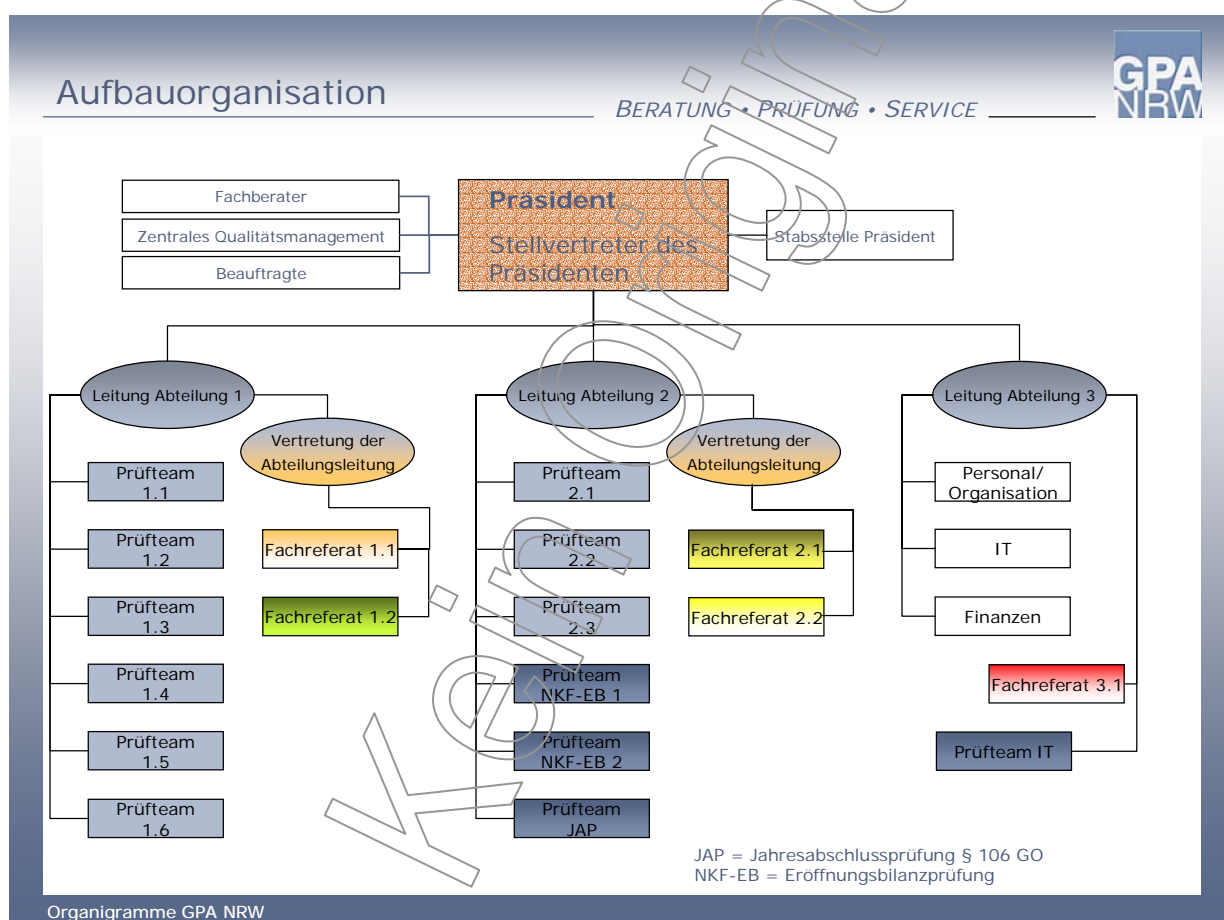 Aufbauorganisation
BERATUNG • PRÜFUNG • SERVICE
GPA
NRW
Fachberater
Zentrales Qualitätsmanagement
Beauftragte
Präsident
Stellvertreter des
Präsidenten
Stabsstelle Präsident
Leitung Abteilung 1
Vertretung der
Abteilungsleitung
Prüfteam
1.1
Prüfteam
1.2
Prüfteam
1.3
Prüfteam
1.4
Prüfteam
1.5
Prüfteam
1.6
Fachreferat 1.1
Fachreferat 1.2
Leitung Abteilung 2
Vertretung der
Abteilungsleitung
Prüfteam
2.1
Prüfteam
2.2
Prüfteam
2.3
Prüfteam
NKF-EB 1
Prüfteam
NKF-EB 2
Prüfteam
JAP
Fachreferat 2.1
Fachreferat 2.2
Leitung Abteilung 3
Personal/
Organisation
IT
Finanzen
Fachreferat 3.1
Prüfteam IT
JAP = Jahresabschlussprüfung § 106 GO
NKF-EB = Eröffnungsbilanzprüfung
Organigramme GPA NRW
Kein Original